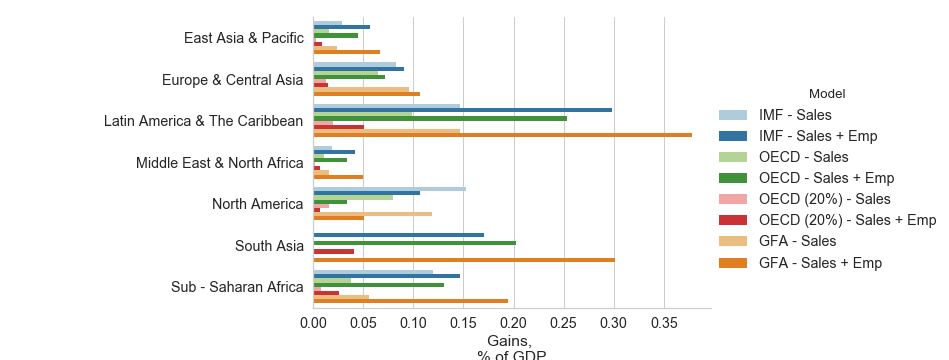 East Asia & Pacific
Europe & Central Asia
Latin America & The Caribbean
Middle East & North Africa
North America
South Asia
Sub - Saharan Africa
0.00 0.05 0.10 0.15 0.20 0.25 0.30 0.35
Gains,
% of GDP
Model
IMF - Sales
IMF - Sales + Emp
OECD - Sales
OECD - Sales + Emp
OECD (20%) - Sales
OECD (20%) - Sales + Emp
GFA - Sales
GFA - Sales + Emp